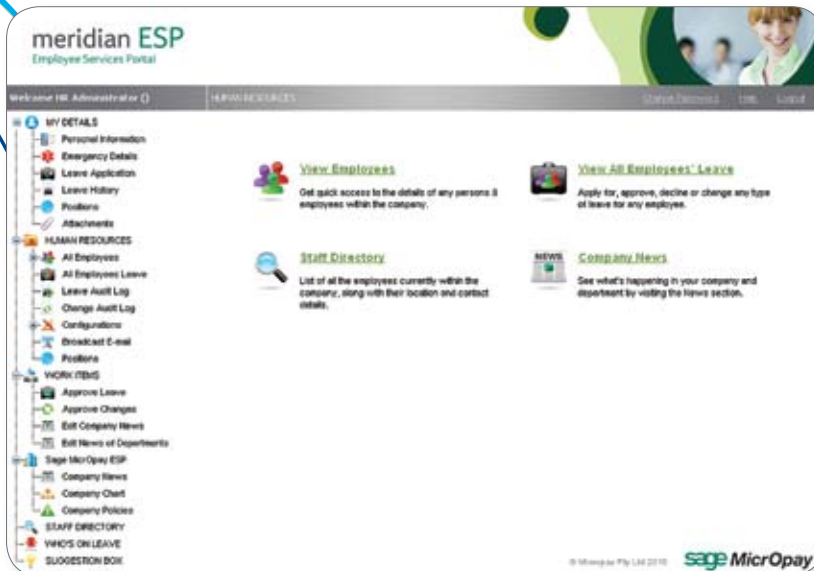 meridian ESP
Employee Services Portal
Welcome HR Administrator ()
HUMAN RESOURCES
Change Password Help Logout
MY DETAILS
Personal Information
Emergency Details
Leave Application
Leave History
Positions
Attachments
HUMAN RESOURCES
All Employees
All Employees Leave
Leave Audit Log
Change Audit Log
Configurations
Broadcast E-mail
Positions
WORK ITEMS
Approve Leave
Approve Changes
Edit Company News
Edit News of Departments
Sage MicrOpay ESP
Company News
Company Chart
Company Policies
STAFF DIRECTORY
WHO'S ON LEAVE
SUGGESTION BOX
View Employees
Get quick access to the details of any persons &
employees within the company.
View All Employees' Leave
Apply for, approve, decline or change any type
of leave for any employee.
Staff Directory
List of all the employees currently within the
company, along with their location and contact
details.
NEWS
Company News
See what's happening in your company and
department by visiting the News section.
© Micropay Pty Ltd 2010
sage MicrOpay